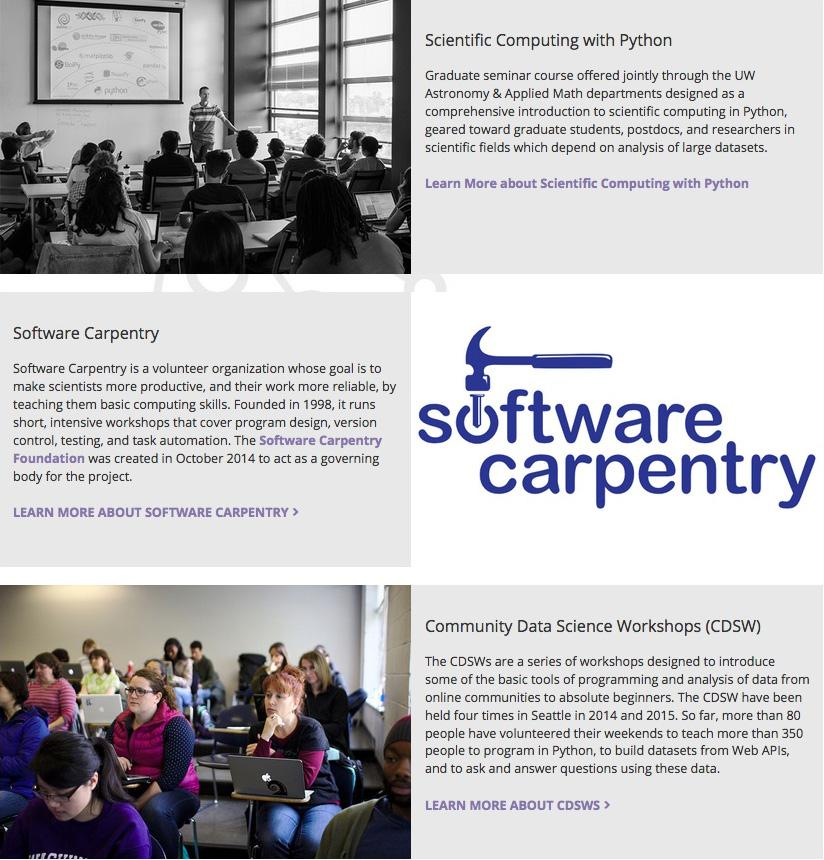 python
Scientific Computing with Python
Graduate seminar course offered jointly through the UW
Astronomy & Applied Math departments designed as a
comprehensive introduction to scientific computing in Python,
geared toward graduate students, postdocs, and researchers in
scientific fields which depend on analysis of large datasets.
Learn More about Scientific Computing with Python
Software Carpentry
Software Carpentry is a volunteer organization whose goal is to
make scientists more productive, and their work more reliable, by
teaching them basic computing skills. Founded in 1998, it runs
short, intensive workshops that cover program design, version
control, testing, and task automation. The Software Carpentry
Foundation was created in October 2014 to act as a governing
body for the project.
LEARN MORE ABOUT SOFTWARE CARPENTRY >
software
carpentry
Community Data Science Workshops (CDSW)
The CDSWs are a series of workshops designed to introduce
some of the basic tools of programming and analysis of data from
online communities to absolute beginners. The CDSW have been
held four times in Seattle in 2014 and 2015. So far, more than 80
people have volunteered their weekends to teach more than 350
people to program in Python, to build datasets from Web APIs,
and to ask and answer questions using these data.
LEARN MORE ABOUT CDSWS >